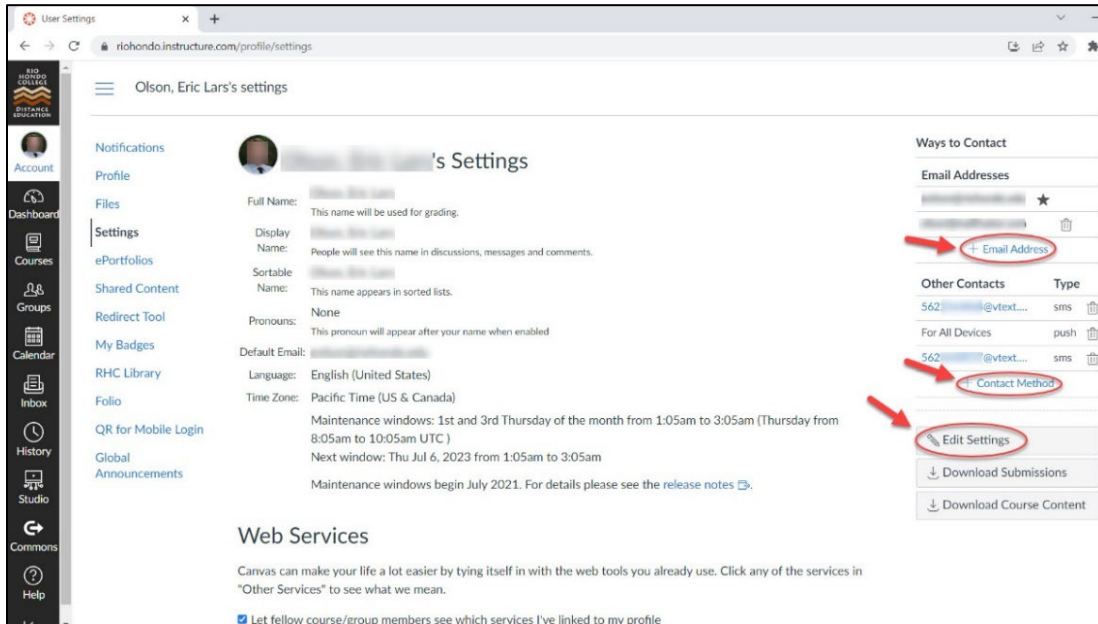 User Settings
riohondo.instructure.com/profile/settings
RIO
HONDO
COLLEGE
DISTANCE
EDUCATION
Account
Dashboard
Courses
Groups
Calendar
Inbox
History
Studio
Commons
Help
Olson, Eric Lars's settings
Notifications
Profile
Files
Settings
ePortfolios
Shared Content
Redirect Tool
My Badges
RHC Library
Folio
QR for Mobile Login
Global
Announcements
's Settings
Full Name:
This name will be used for grading.
Display
Name:
People will see this name in discussions, messages and comments.
Sortable
Name:
This name appears in sorted lists.
Pronouns: None
This pronoun will appear after your name when enabled
Default Email:
Language: English (United States)
Time Zone: Pacific Time (US & Canada)
Maintenance windows: 1st and 3rd Thursday of the month from 1:05am to 3:05am (Thursday from
8:05am to 10:05am UTC )
Next window: Thu Jul 6, 2023 from 1:05am to 3:05am
Maintenance windows begin July 2021. For details please see the release notes.
Web Services
Canvas can make your life a lot easier by tying itself in with the web tools you already use. Click any of the services in
"Other Services" to see what we mean.
Let fellow course/group members see which services I've linked to my profile
Ways to Contact
Email Addresses
+ Email Address
Other Contacts Type
562 @vtext.... sms
For All Devices push
562 @vtext.... sms
+ Contact Method
Edit Settings
Download Submissions
Download Course Content